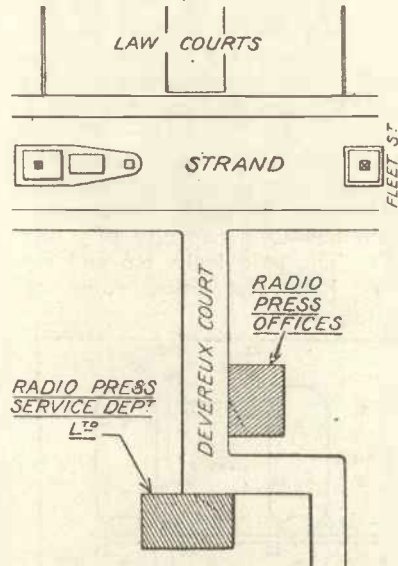 LAW COURTS
STRAND
FLEET ST.
DEVEREUX COURT
RADIO
PRESS
OFFICES
RADIO PRESS
SERVICE DEPT
LTD